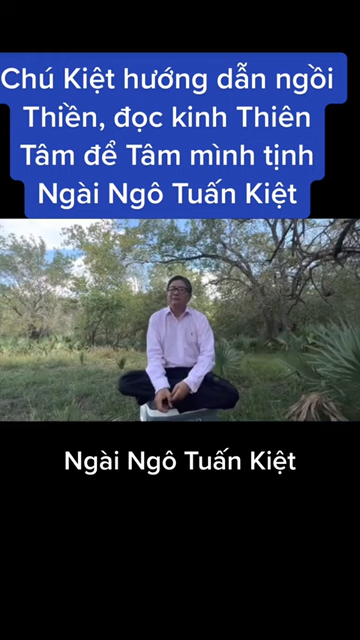 Chú Kiệt hướng dẫn ngồi
Thiền, đọc kinh Thiên
Tâm để Tâm mình tịnh
Ngài Ngô Tuấn Kiệt
Ngài Ngô Tuấn Kiệt